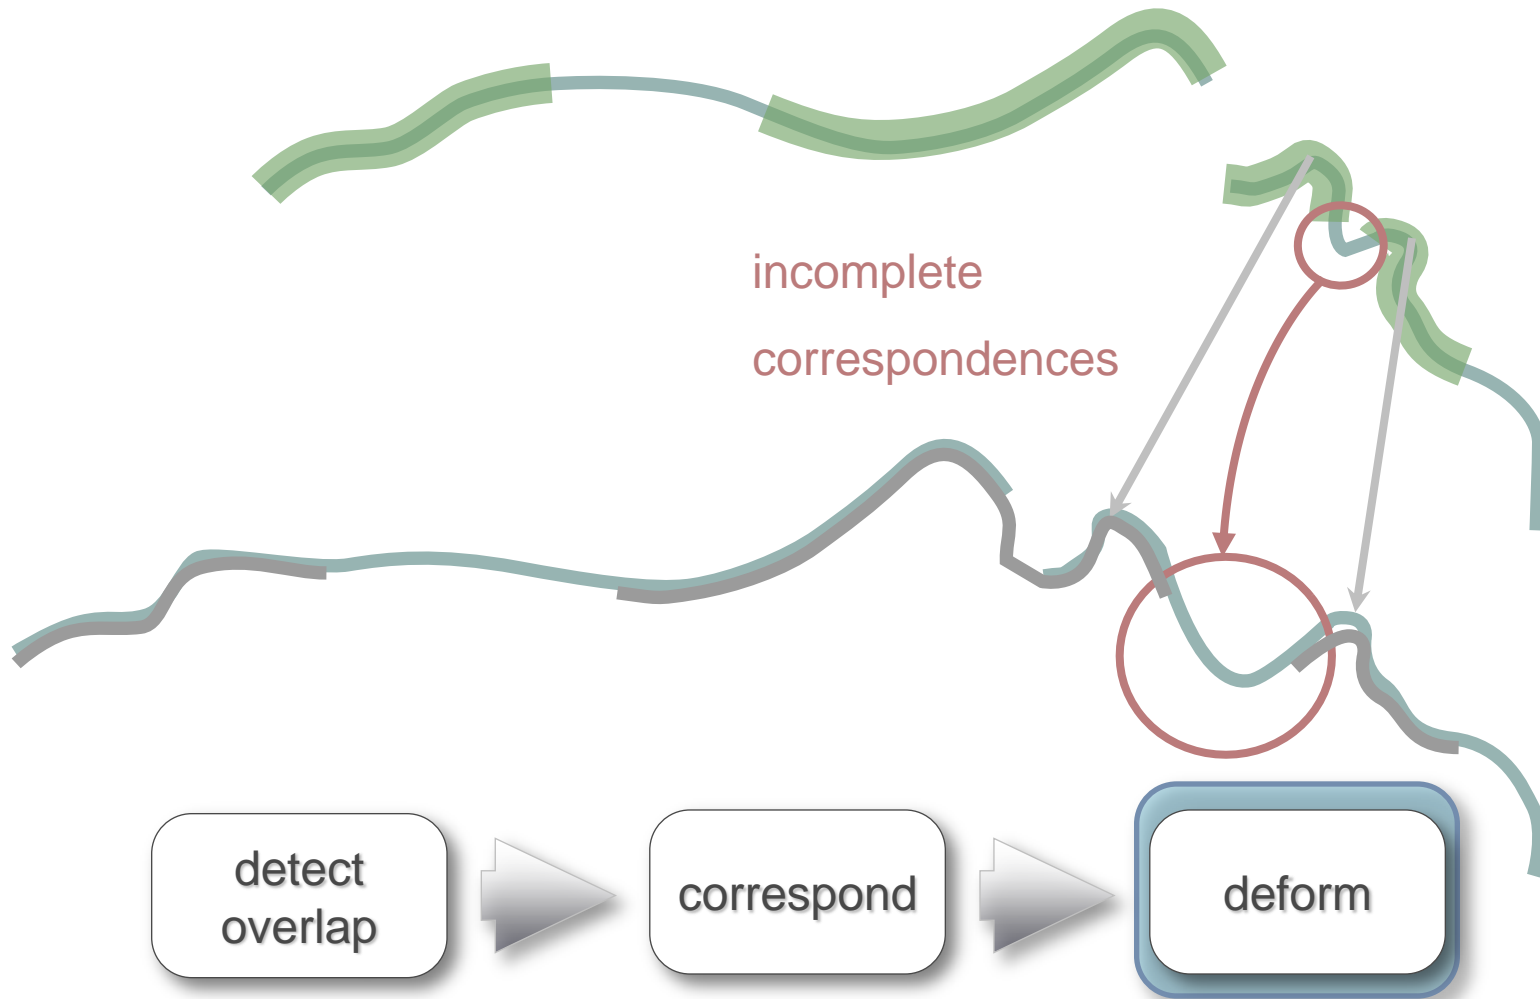 incomplete
correspondences
detect
overlap
correspond
deform